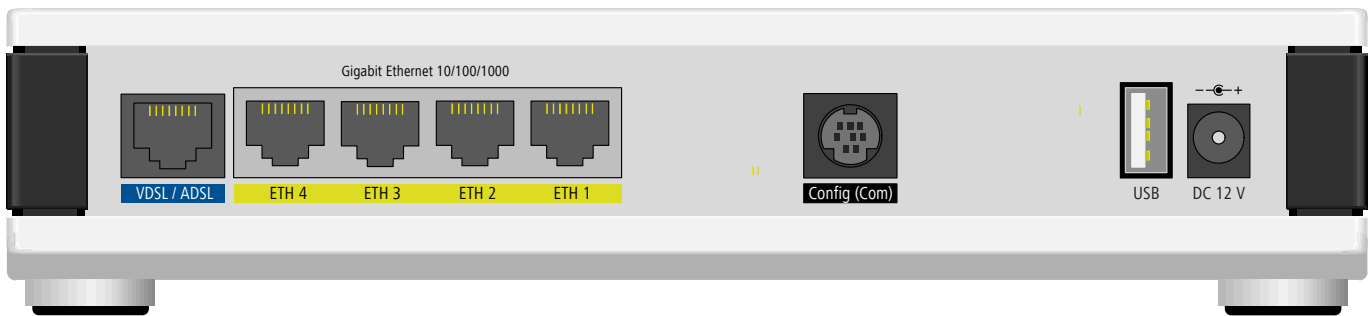 Gigabit Ethernet 10/100/1000
VDSL / ADSL
ETH 4
ETH 3
ETH 2
ETH 1
Config (Com)
USB
DC 12 V